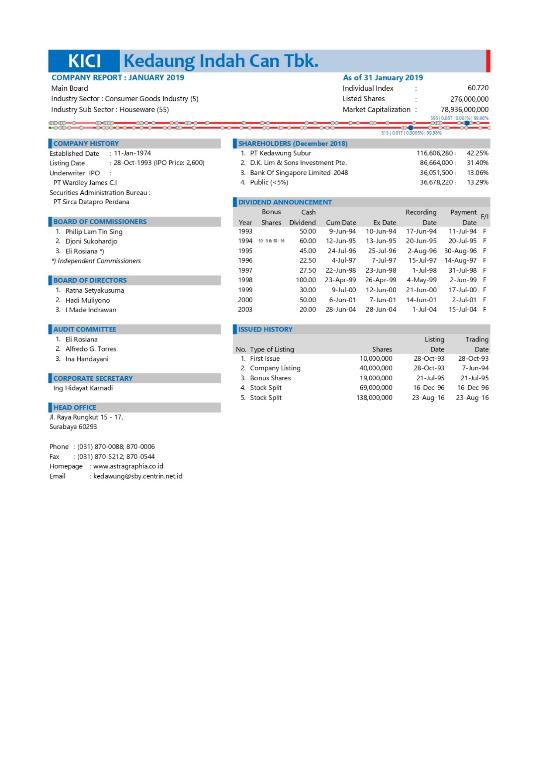 KICI Kedaung Indah Can Tbk.
COMPANY REPORT : JANUARY 2019
As of 31 January 2019
Main Board
Individual Index : 60.720
Industry Sector : Consumer Goods Industry (5)
Listed Shares : 276,000,000
Industry Sub Sector : Houseware (55)
Market Capitalization : 78,936,000,000
COMPANY HISTORY
Established Date : 11-Jan-1974
Listing Date : 28-Oct-1993 (IPO Price: 2,600)
Underwriter IPO :
PT Wardley James C.I
Securities Administration Bureau :
PT Sirca Datapro Perdana
BOARD OF COMMISSIONERS
1. Philip Lam Tin Sing
2. Djoni Sukohardjo
3. Eli Rosiana *)
*) Independent Commissioners
BOARD OF DIRECTORS
1. Ratna Setyakusuma
2. Hadi Muliyono
3. I Made Indrawan
AUDIT COMMITTEE
1. Eli Rosiana
2. Alfredo G. Torres
3. Ina Handayani
CORPORATE SECRETARY
Ing Hidayat Karnadi
HEAD OFFICE
Jl. Raya Rungkut 15 - 17,
Surabaya 60293
Phone : (031) 870-0088; 870-0006
Fax : (031) 870-5212; 870-0544
Homepage : www.astragraphia.co.id
Email : kedawung@sby.centrin.net.id
SHAREHOLDERS (December 2018)
1. PT Kedawung Subur 116,606,280 : 42.25%
2. D.K. Lim & Sons Investment Pte. 86,664,000 : 31.40%
3. Bank Of Singapore Limited-2048 36,051,500 : 13.06%
4. Public (<5%) 36,678,220 : 13.29%
DIVIDEND ANNOUNCEMENT
Bonus Cash Recording Payment F/I
Year Shares Dividend Cum Date Ex Date Date Date
1993 50.00 9-Jun-94 10-Jun-94 17-Jun-94 11-Jul-94 F
1994 60.00 12-Jun-95 13-Jun-95 20-Jun-95 20-Jul-95 F
1995 45.00 24-Jul-96 25-Jul-96 2-Aug-96 30-Aug-96 F
1996 22.50 4-Jul-97 7-Jul-97 15-Jul-97 14-Aug-97 F
1997 27.50 22-Jun-98 23-Jun-98 1-Jul-98 31-Jul-98 F
1998 100.00 23-Apr-99 26-Apr-99 4-May-99 2-Jun-99 F
1999 30.00 9-Jul-00 12-Jun-00 21-Jun-00 17-Jul-00 F
2000 50.00 6-Jun-01 7-Jun-01 14-Jun-01 2-Jul-01 F
2003 20.00 28-Jun-04 28-Jun-04 1-Jul-04 15-Jul-04 F
ISSUED HISTORY
Listing Trading
No. Type of Listing Shares Date Date
1. First Issue 10,000,000 28-Oct-93 28-Oct-93
2. Company Listing 40,000,000 28-Oct-93 7-Jun-94
3. Bonus Shares 19,000,000 21-Jul-95 21-Jul-95
4. Stock Split 69,000,000 16-Dec-96 16-Dec-96
5. Stock Split 138,000,000 23-Aug-16 23-Aug-16